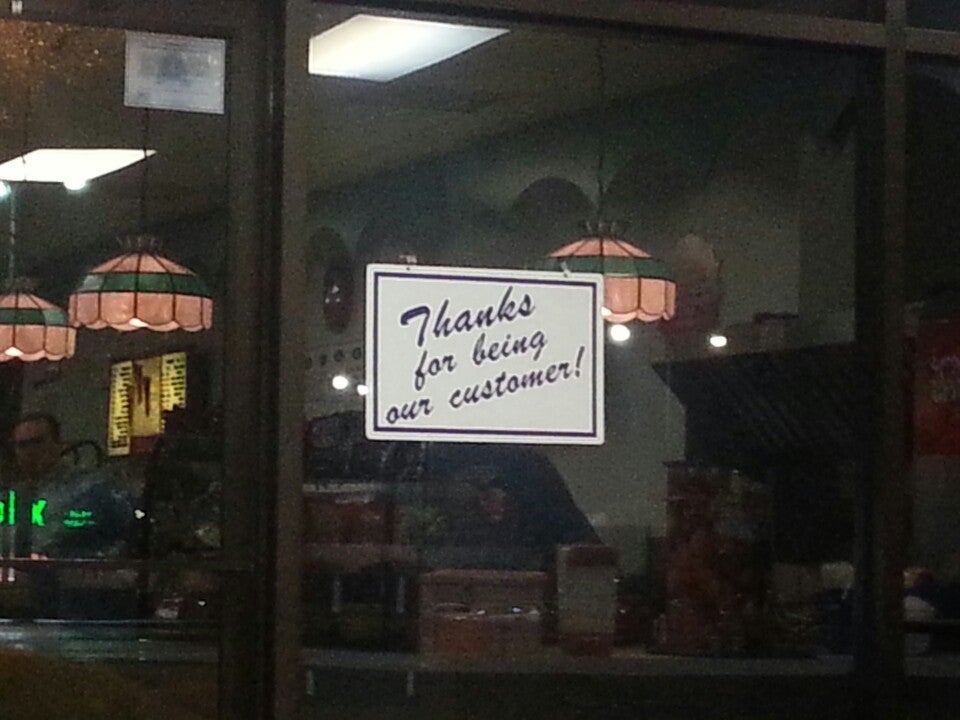 Thanks
for being
our customer!